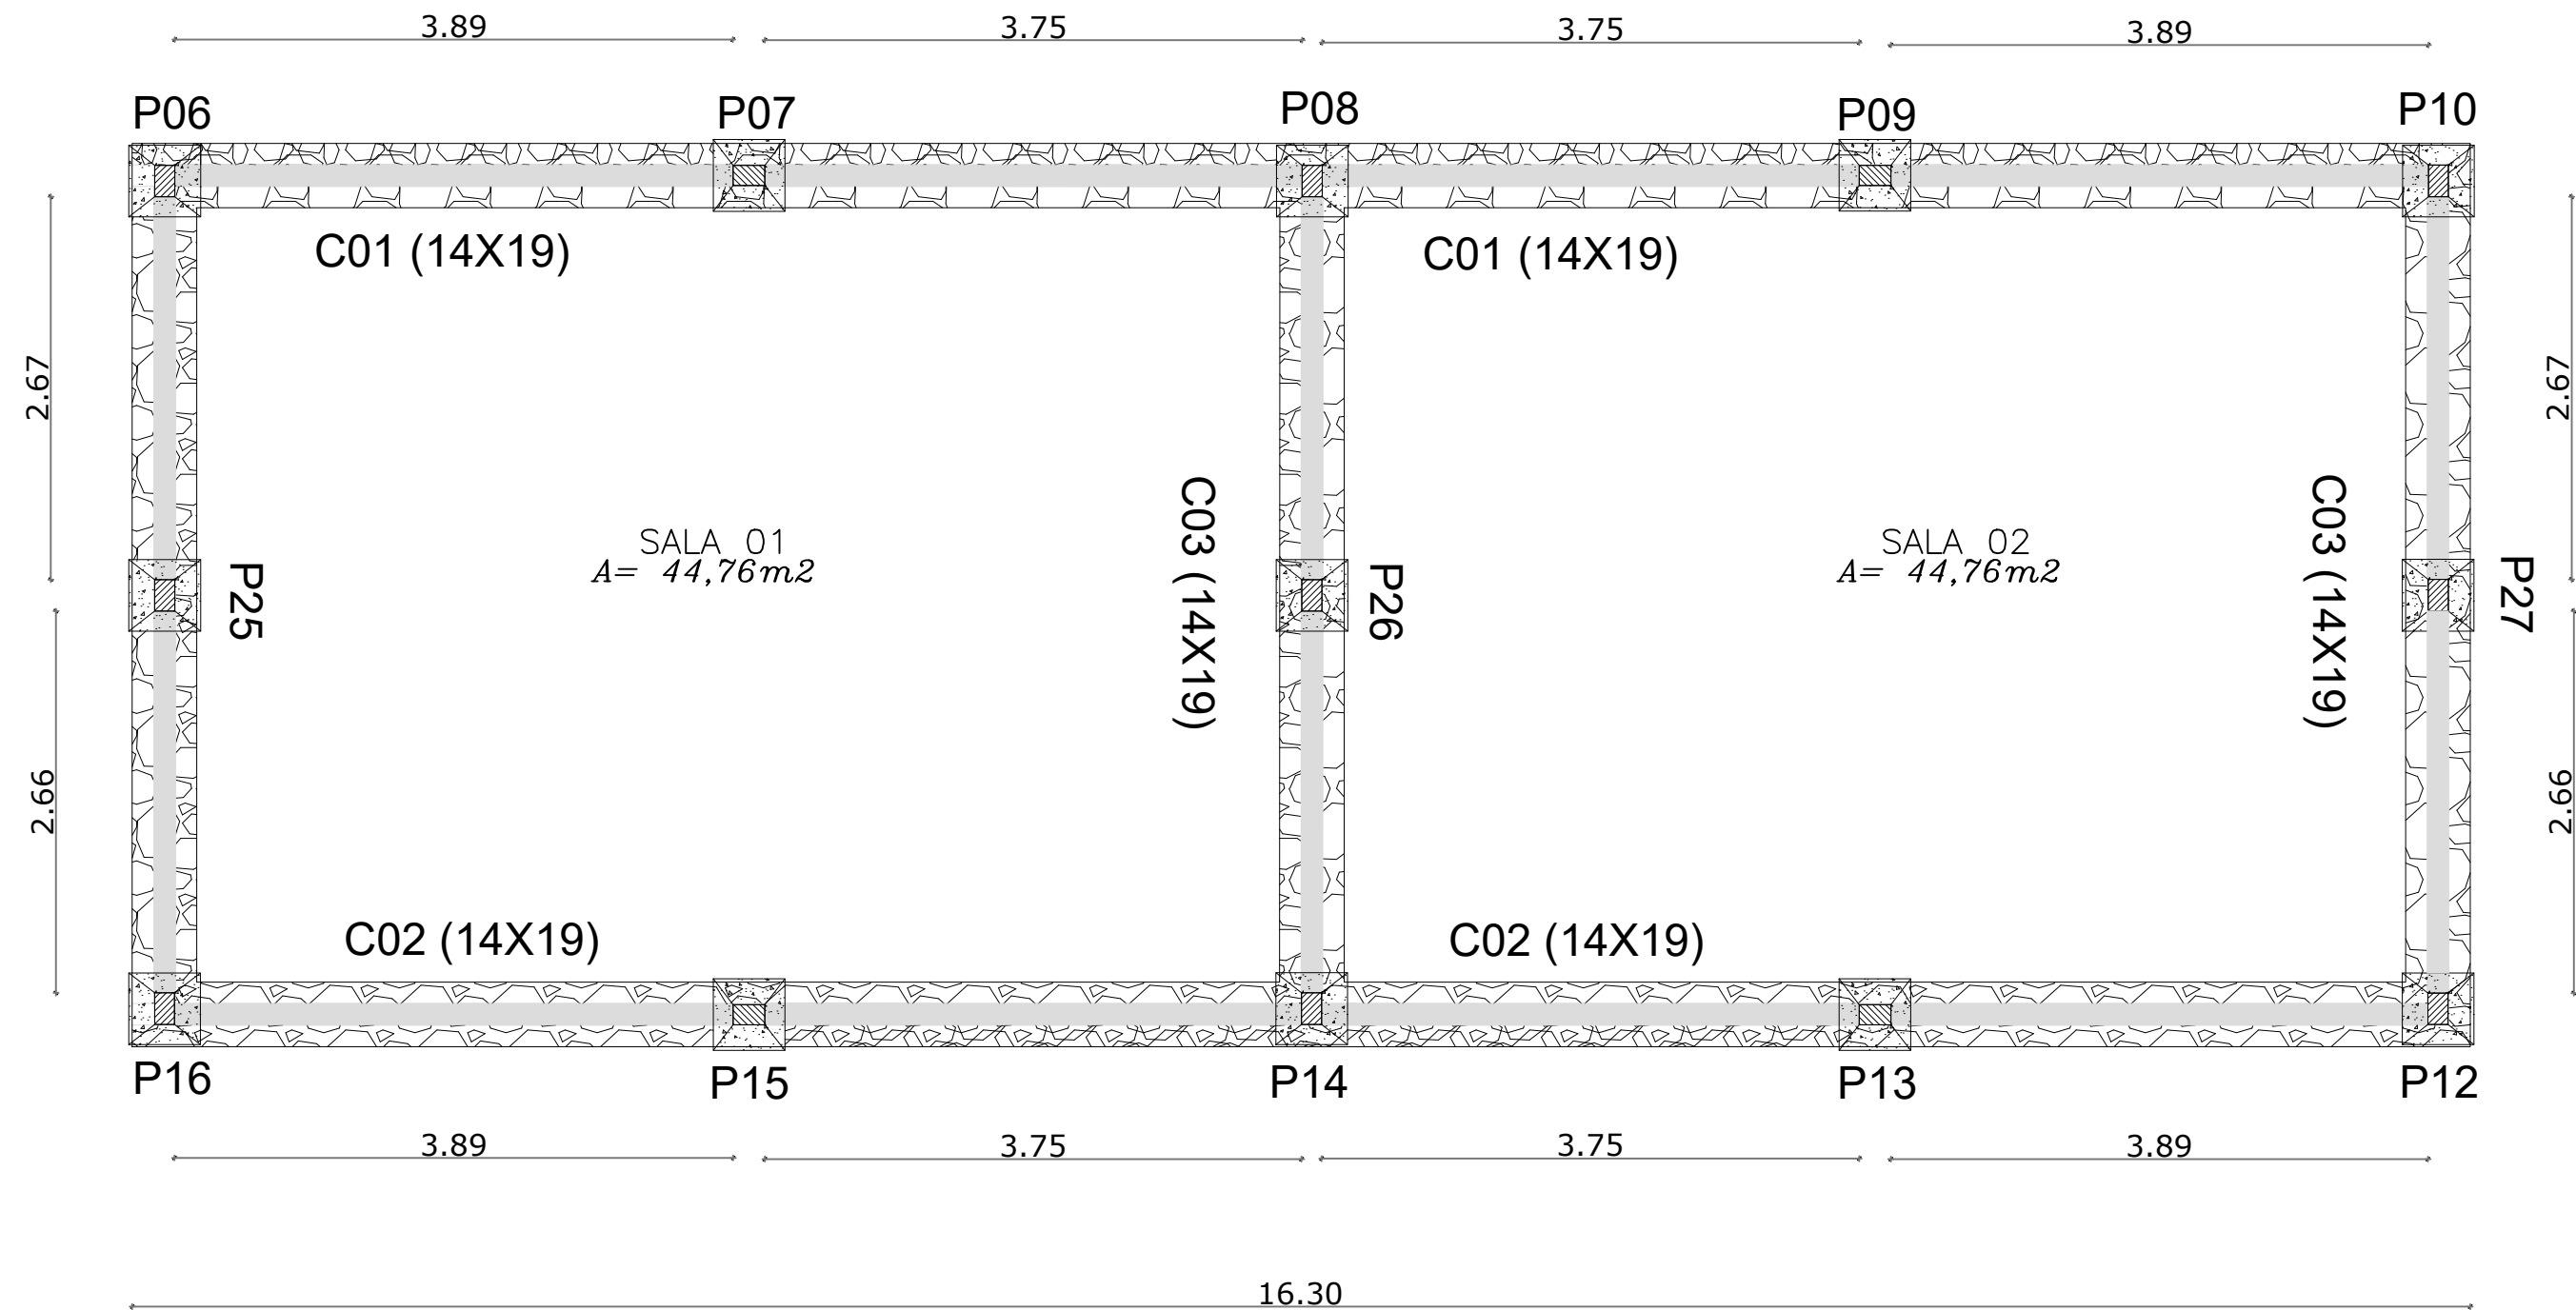 3.89
3.75
3.75
3.89
P06
P07
P08
P09
P10
C01 (14X19)
C01 (14X19)
2.67
2.67
C03 (14X19)
C03 (14X19)
SALA 01
A= 44,76m2
SALA 02
A= 44,76m2
P25
P26
P27
2.66
2.66
C02 (14X19)
C02 (14X19)
P16
P15
P14
P13
P12
3.89
3.75
3.75
3.89
16.30